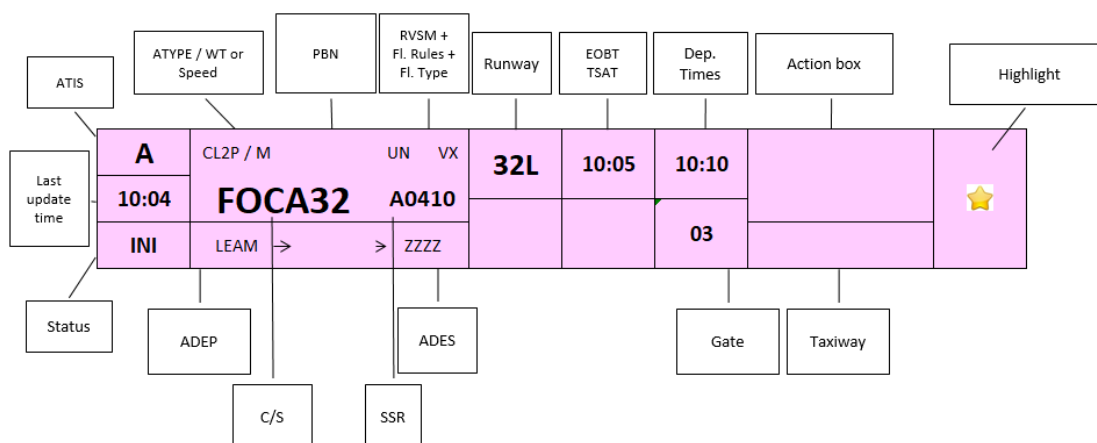 ATIS
ATYPE / WT or
Speed
PBN
RVSM +
Fl. Rules +
Fl. Type
Runway
EOBT
TSAT
Dep.
Times
Action box
Highlight
Last
update
time
Status
A
10:04
INI
CL2P / M
UN VX
FOCA32
A0410
LEAM
ZZZZ
32L
10:05
10:10
03
ADEP
C/S
SSR
ADES
Gate
Taxiway